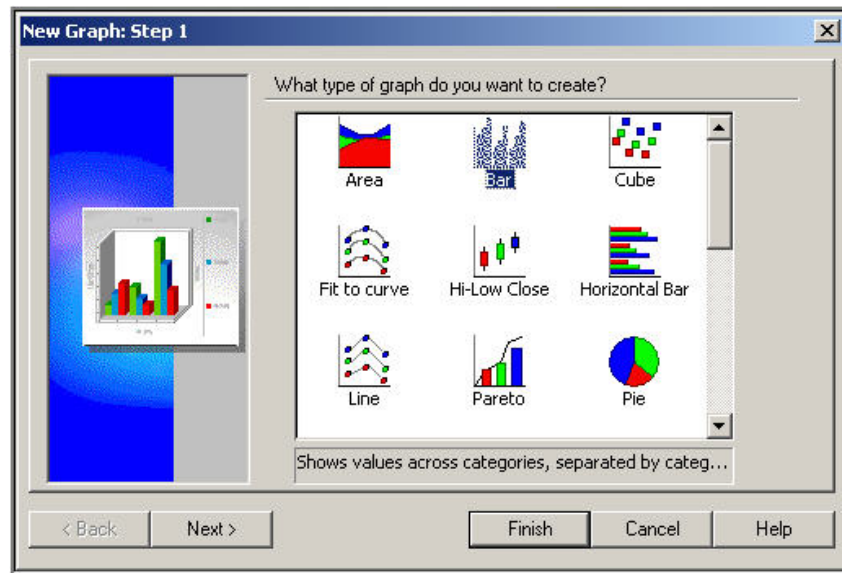 New Graph: Step 1
What type of graph do you want to create?
Area
Bar
Cube
Fit to curve
Hi-Low Close
Horizontal Bar
Line
Pareto
Pie
Shows values across categories, separated by categ...
< Back
Next >
Finish
Cancel
Help